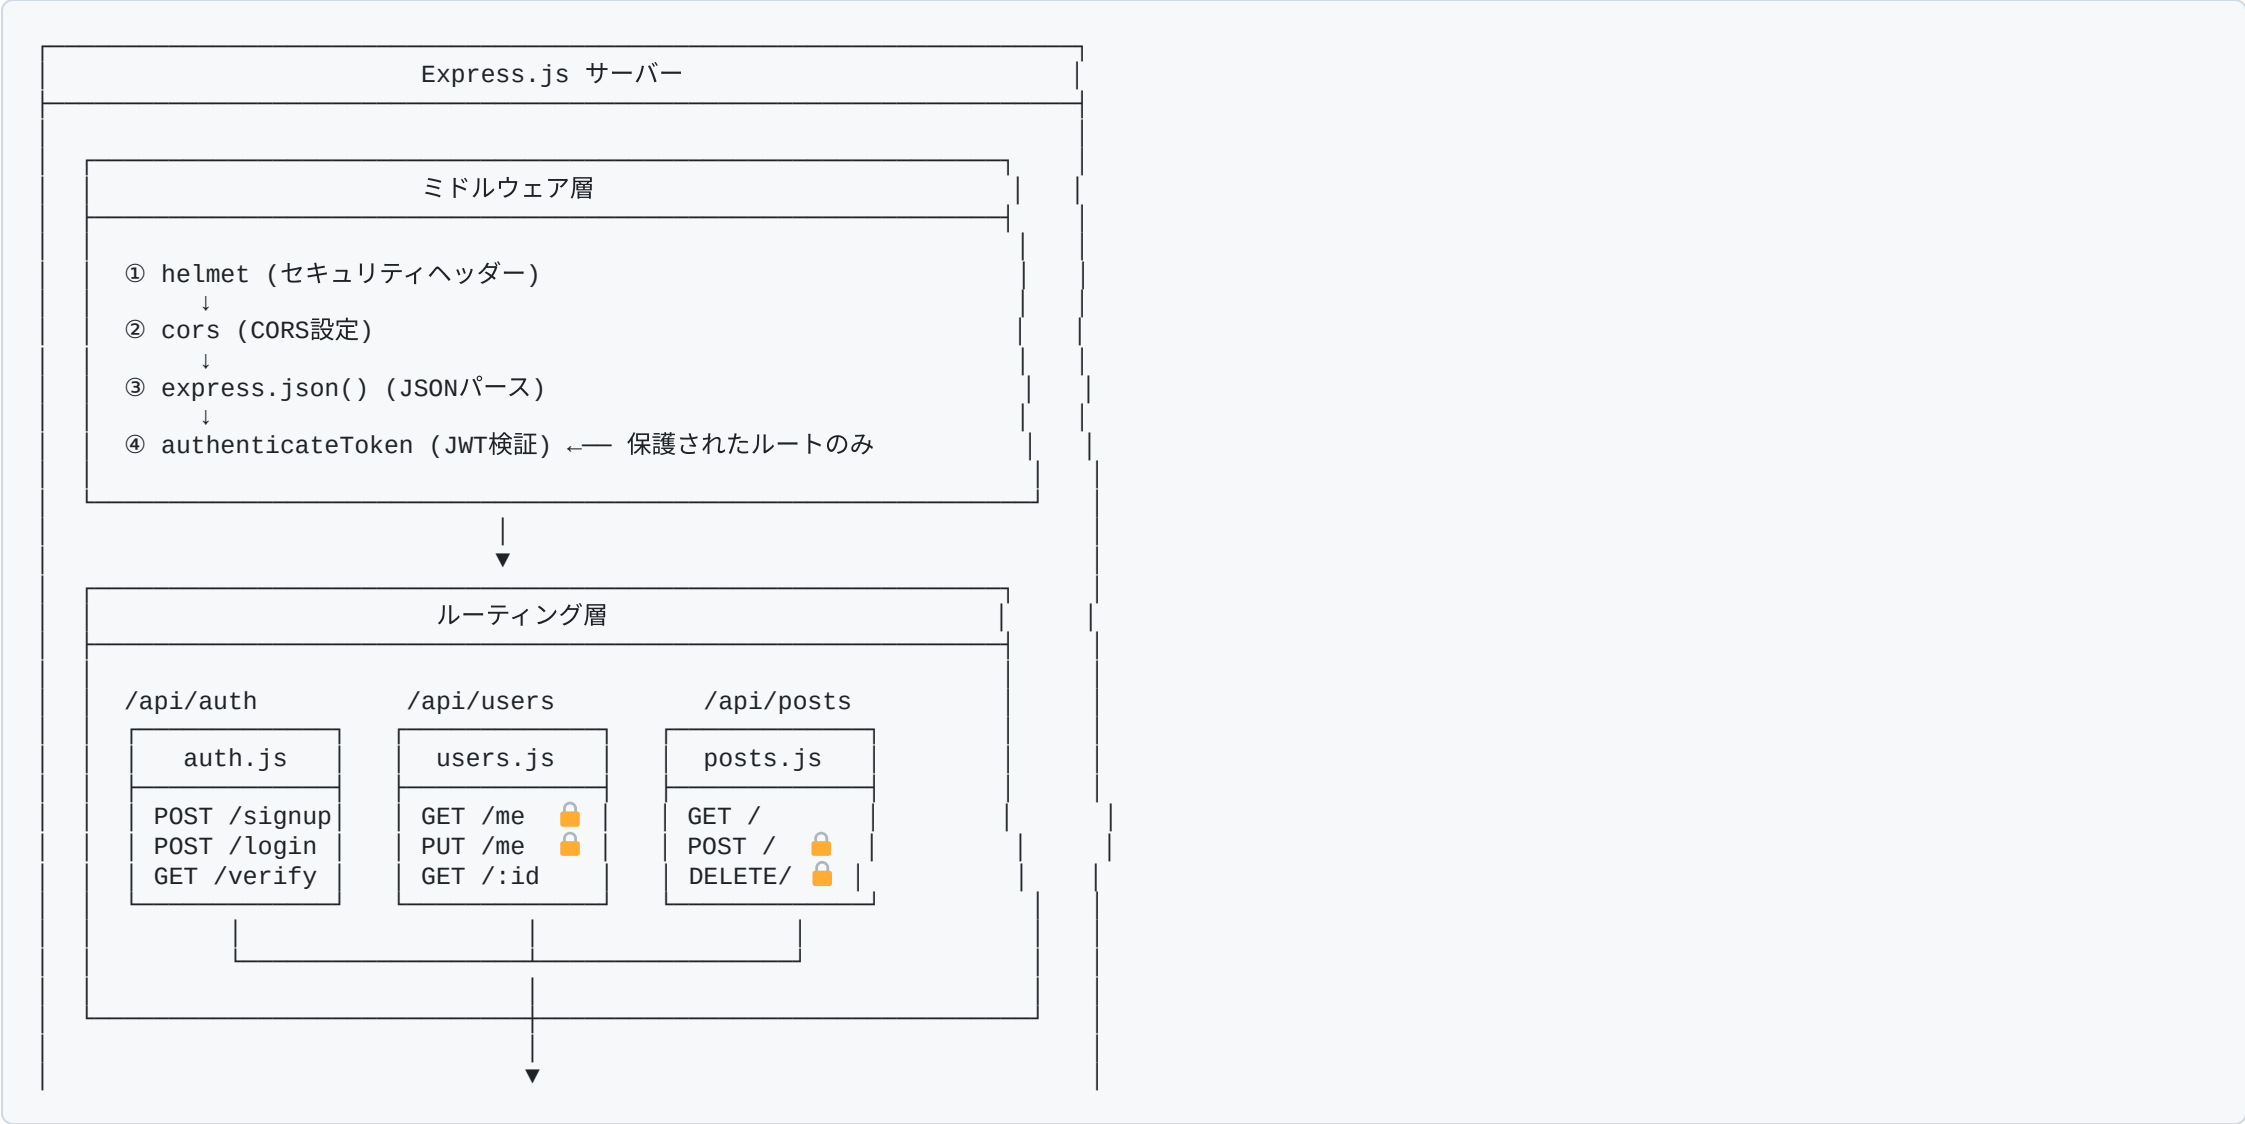 Express.js サーバー
ミドルウェア層
① helmet (セキュリティヘッダー)
↓
② cors (CORS設定)
↓
③ express.json() (JSONパース)
↓
④ authenticateToken (JWT検証) ←── 保護されたルートのみ
▼
ルーティング層
/api/auth /api/users /api/posts
auth.js users.js posts.js
POST /signup GET /me 🔒 GET /
POST /login PUT /me 🔒 POST / 🔒
GET /verify GET /:id DELETE/ 🔒
▼